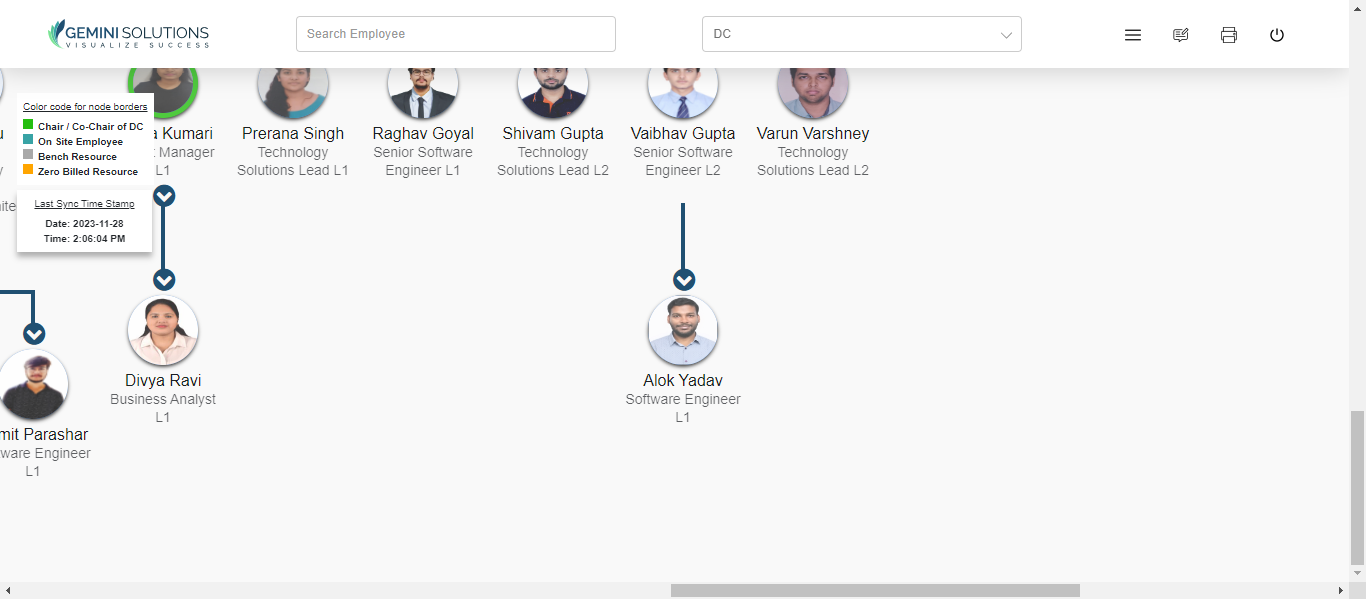 GEMINI SOLUTIONS
VISUALIZE SUCCESS
Search Employee
DC
Color code for node borders
Chair / Co-Chair of DC
On Site Employee
Bench Resource
Zero Billed Resource
Last Sync Time Stamp
Date: 2023-11-28
Time: 2:06:04 PM
a Kumari
Manager
L1
Prerana Singh
Technology
Solutions Lead L1
Raghav Goyal
Senior Software
Engineer L1
Shivam Gupta
Technology
Solutions Lead L2
Vaibhav Gupta
Senior Software
Engineer L2
Varun Varshney
Technology
Solutions Lead L2
mit Parashar
ware Engineer
L1
Divya Ravi
Business Analyst
L1
Alok Yadav
Software Engineer
L1